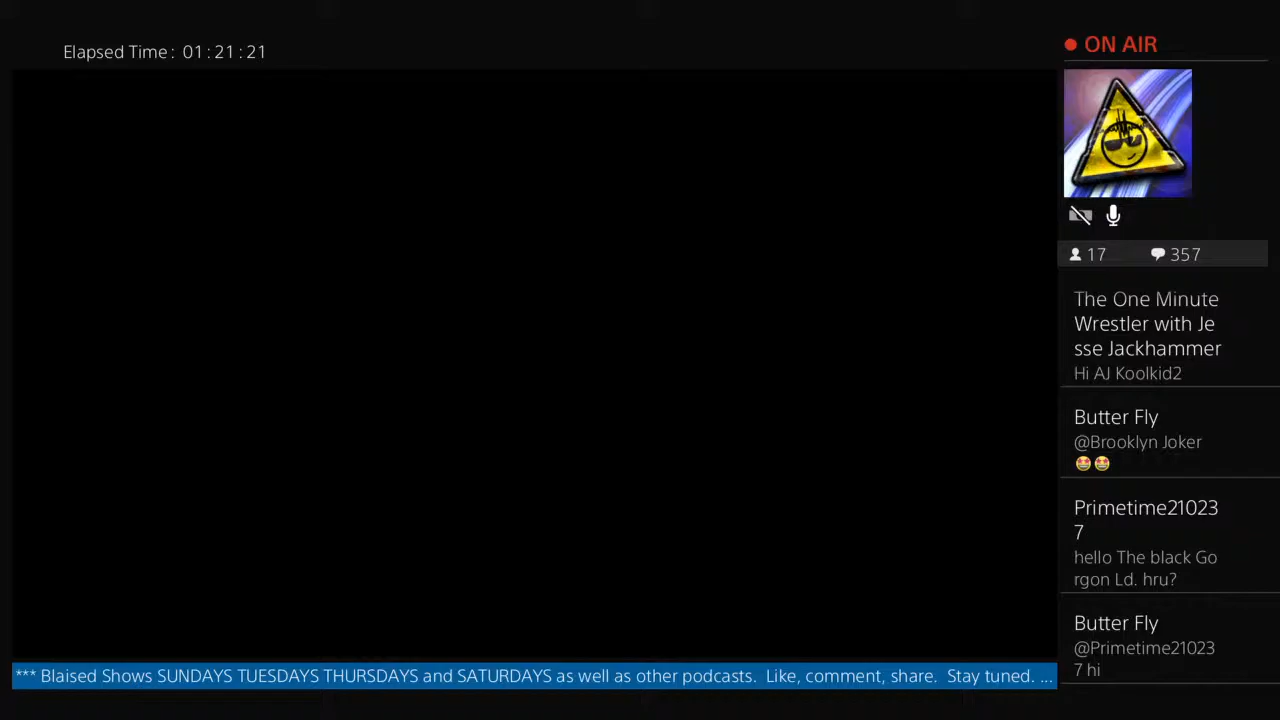 Elapsed Time: 01:21:21
ON AIR
17 357
The One Minute
Wrestler with Je
sse Jackhammer
Hi AJ Koolkid2
Butter Fly
@Brooklyn Joker
🤩🤩
Primetime21023
7
hello The black Go
rgon Ld. hru?
Butter Fly
@Primetime21023
7 hi
*** Blaised Shows SUNDAYS TUESDAYS THURSDAYS and SATURDAYS as well as other podcasts. Like, comment, share. Stay tuned. ...